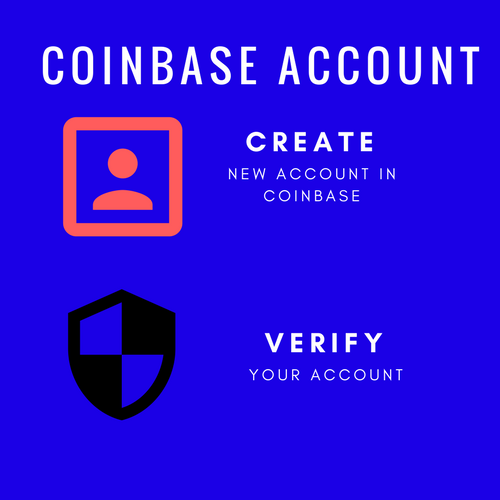 COINBASE ACCOUNT
CREATE
NEW ACCOUNT IN
COINBASE
VERIFY
YOUR ACCOUNT